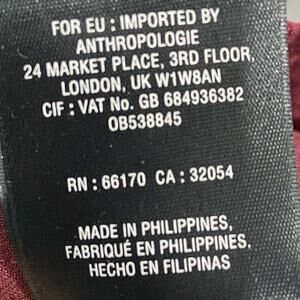 FOR EU : IMPORTED BY
ANTHROPOLOGIE
24 MARKET PLACE, 3RD FLOOR,
LONDON, UK W1W8AN
CIF : VAT No. GB 684936382
OB538845
RN : 66170 CA : 32054
MADE IN PHILIPPINES,
FABRIQUÉ EN PHILIPPINES,
HECHO EN FILIPINAS